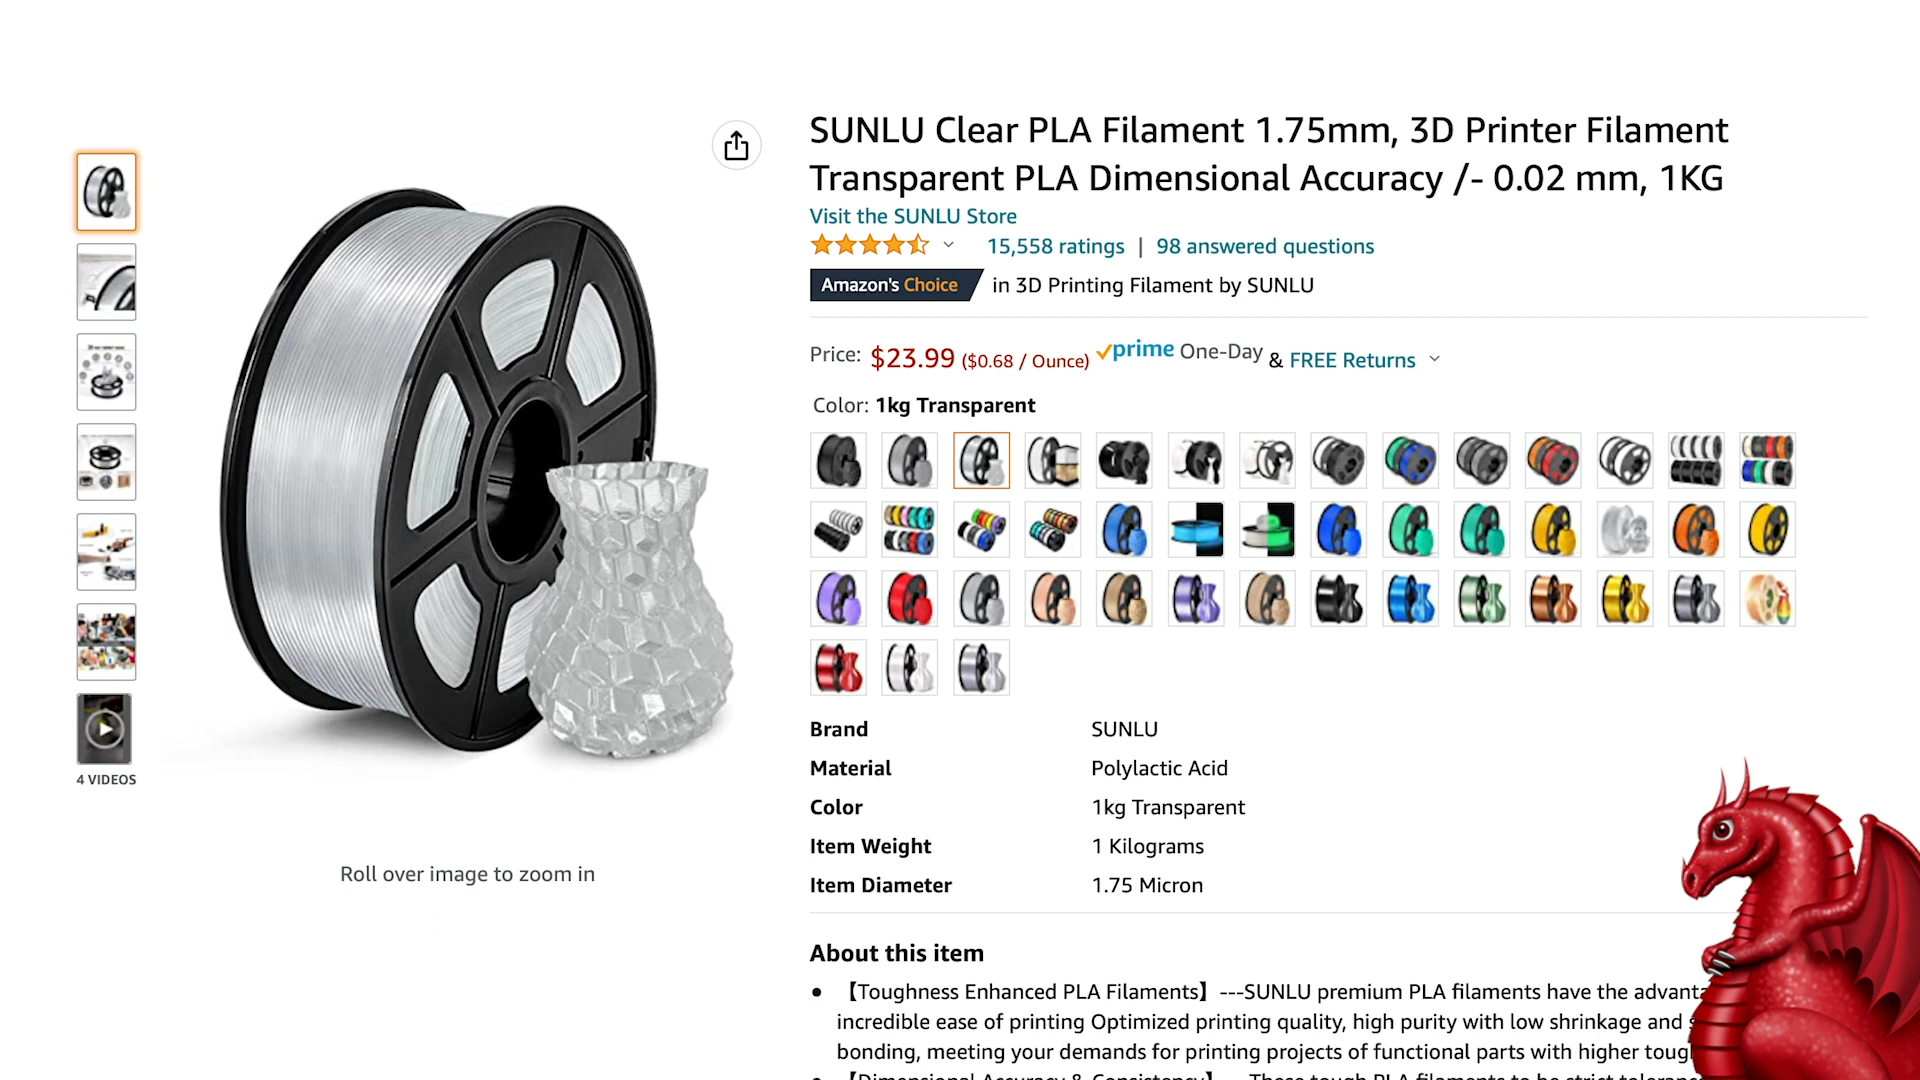 SUNLU Clear PLA Filament 1.75mm, 3D Printer Filament
Transparent PLA Dimensional Accuracy /- 0.02 mm, 1KG
Visit the SUNLU Store
15,558 ratings | 98 answered questions
Amazon's Choice in 3D Printing Filament by SUNLU
Price: $23.99 ($0.68 / Ounce) prime One-Day & FREE Returns
Color: 1kg Transparent
4 VIDEOS
Roll over image to zoom in
Brand SUNLU
Material Polylactic Acid
Color 1kg Transparent
Item Weight 1 Kilograms
Item Diameter 1.75 Micron
About this item
• 【Toughness Enhanced PLA Filaments】---SUNLU premium PLA filaments have the
incredible ease of printing Optimized printing quality, high purity with low shrinkage and
bonding, meeting your demands for printing projects of functional parts with higher